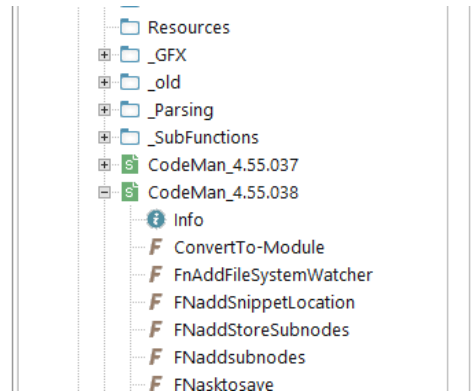 Resources
_GFX
_old
_Parsing
_SubFunctions
CodeMan_4.55.037
CodeMan_4.55.038
Info
ConvertTo-Module
FnAddFileSystemWatcher
FNaddSnippetLocation
FNaddStoreSubnodes
FNaddsubnodes
FNasktosave